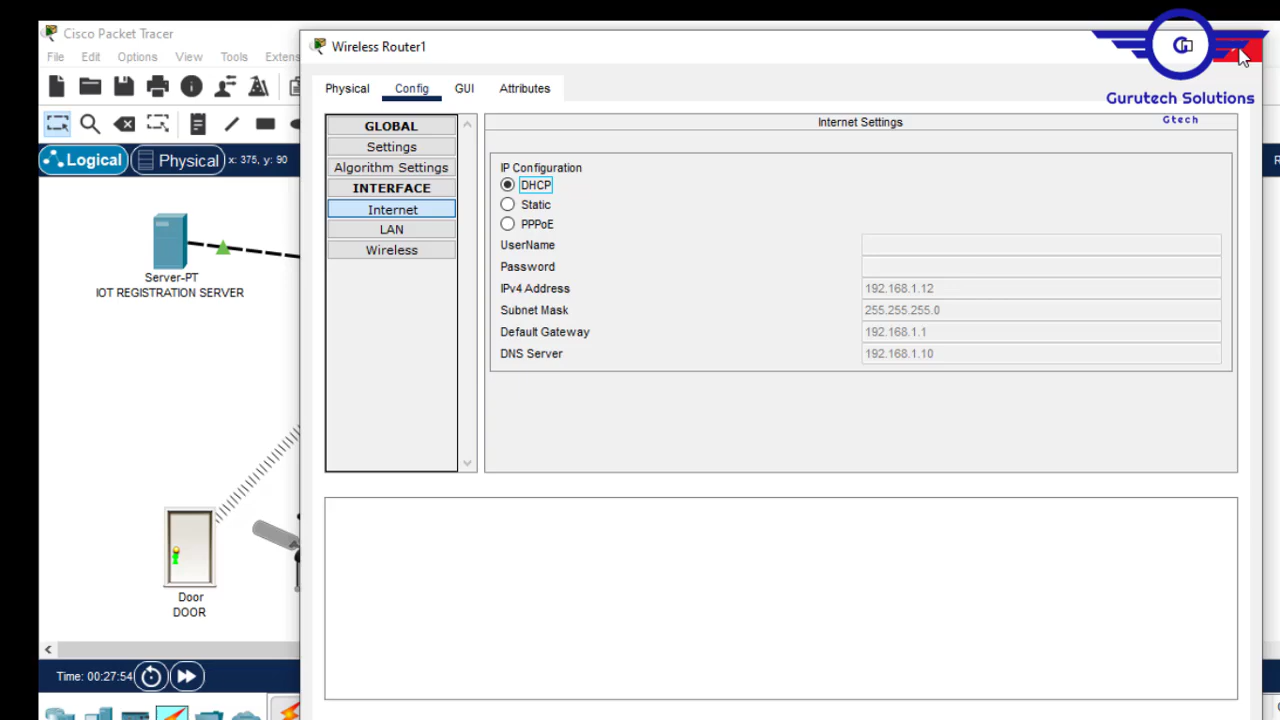 Cisco Packet Tracer
File Edit Options View Tools Extens
Logical Physical x: 375, y: 90
Server-PT
IOT REGISTRATION SERVER
Door
DOOR
Time: 00:27:54
Wireless Router1
Physical Config GUI Attributes
GLOBAL
Settings
Algorithm Settings
INTERFACE
Internet
LAN
Wireless
Internet Settings
IP Configuration
DHCP
Static
PPPoE
UserName
Password
IPv4 Address 192.168.1.12
Subnet Mask 255.255.255.0
Default Gateway 192.168.1.1
DNS Server 192.168.1.10
G
Gurutech Solutions
Gtech
R